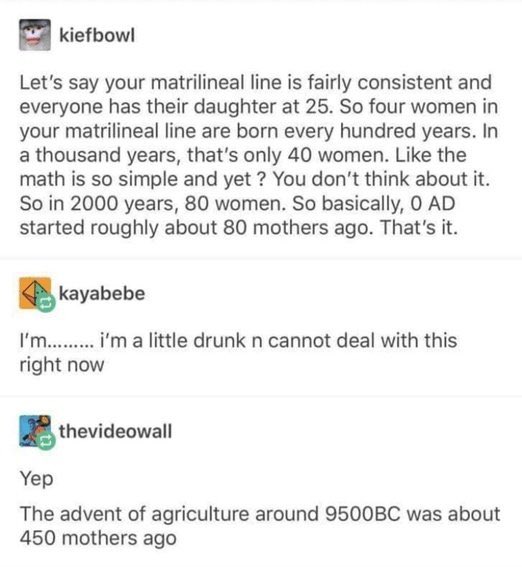 kiefbowl
Let's say your matrilineal line is fairly consistent and
everyone has their daughter at 25. So four women in
your matrilineal line are born every hundred years. In
a thousand years, that's only 40 women. Like the
math is so simple and yet ? You don't think about it.
So in 2000 years, 80 women. So basically, 0 AD
started roughly about 80 mothers ago. That's it.
kayabebe
I'm......... i'm a little drunk n cannot deal with this
right now
thevideowall
Yep
The advent of agriculture around 9500BC was about
450 mothers ago